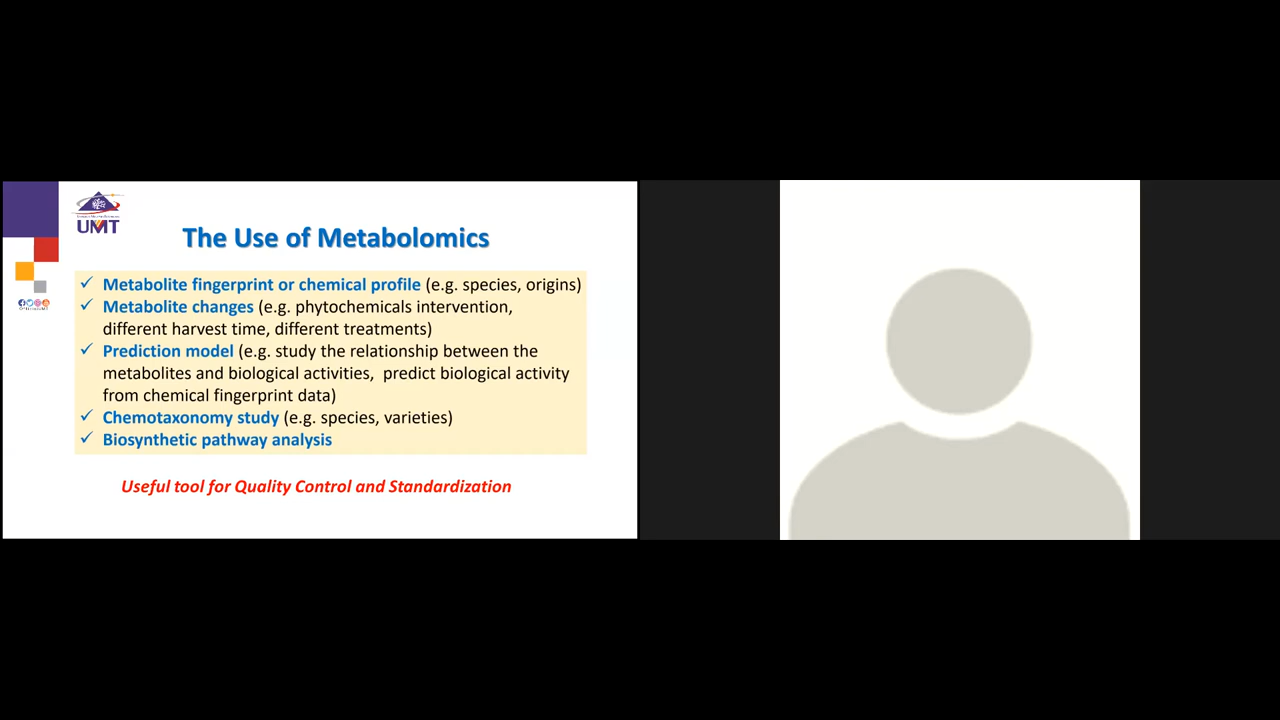 UMT
The Use of Metabolomics
✓ Metabolite fingerprint or chemical profile (e.g. species, origins)
✓ Metabolite changes (e.g. phytochemicals intervention,
different harvest time, different treatments)
✓ Prediction model (e.g. study the relationship between the
metabolites and biological activities, predict biological activity
from chemical fingerprint data)
✓ Chemotaxonomy study (e.g. species, varieties)
✓ Biosynthetic pathway analysis
Useful tool for Quality Control and Standardization